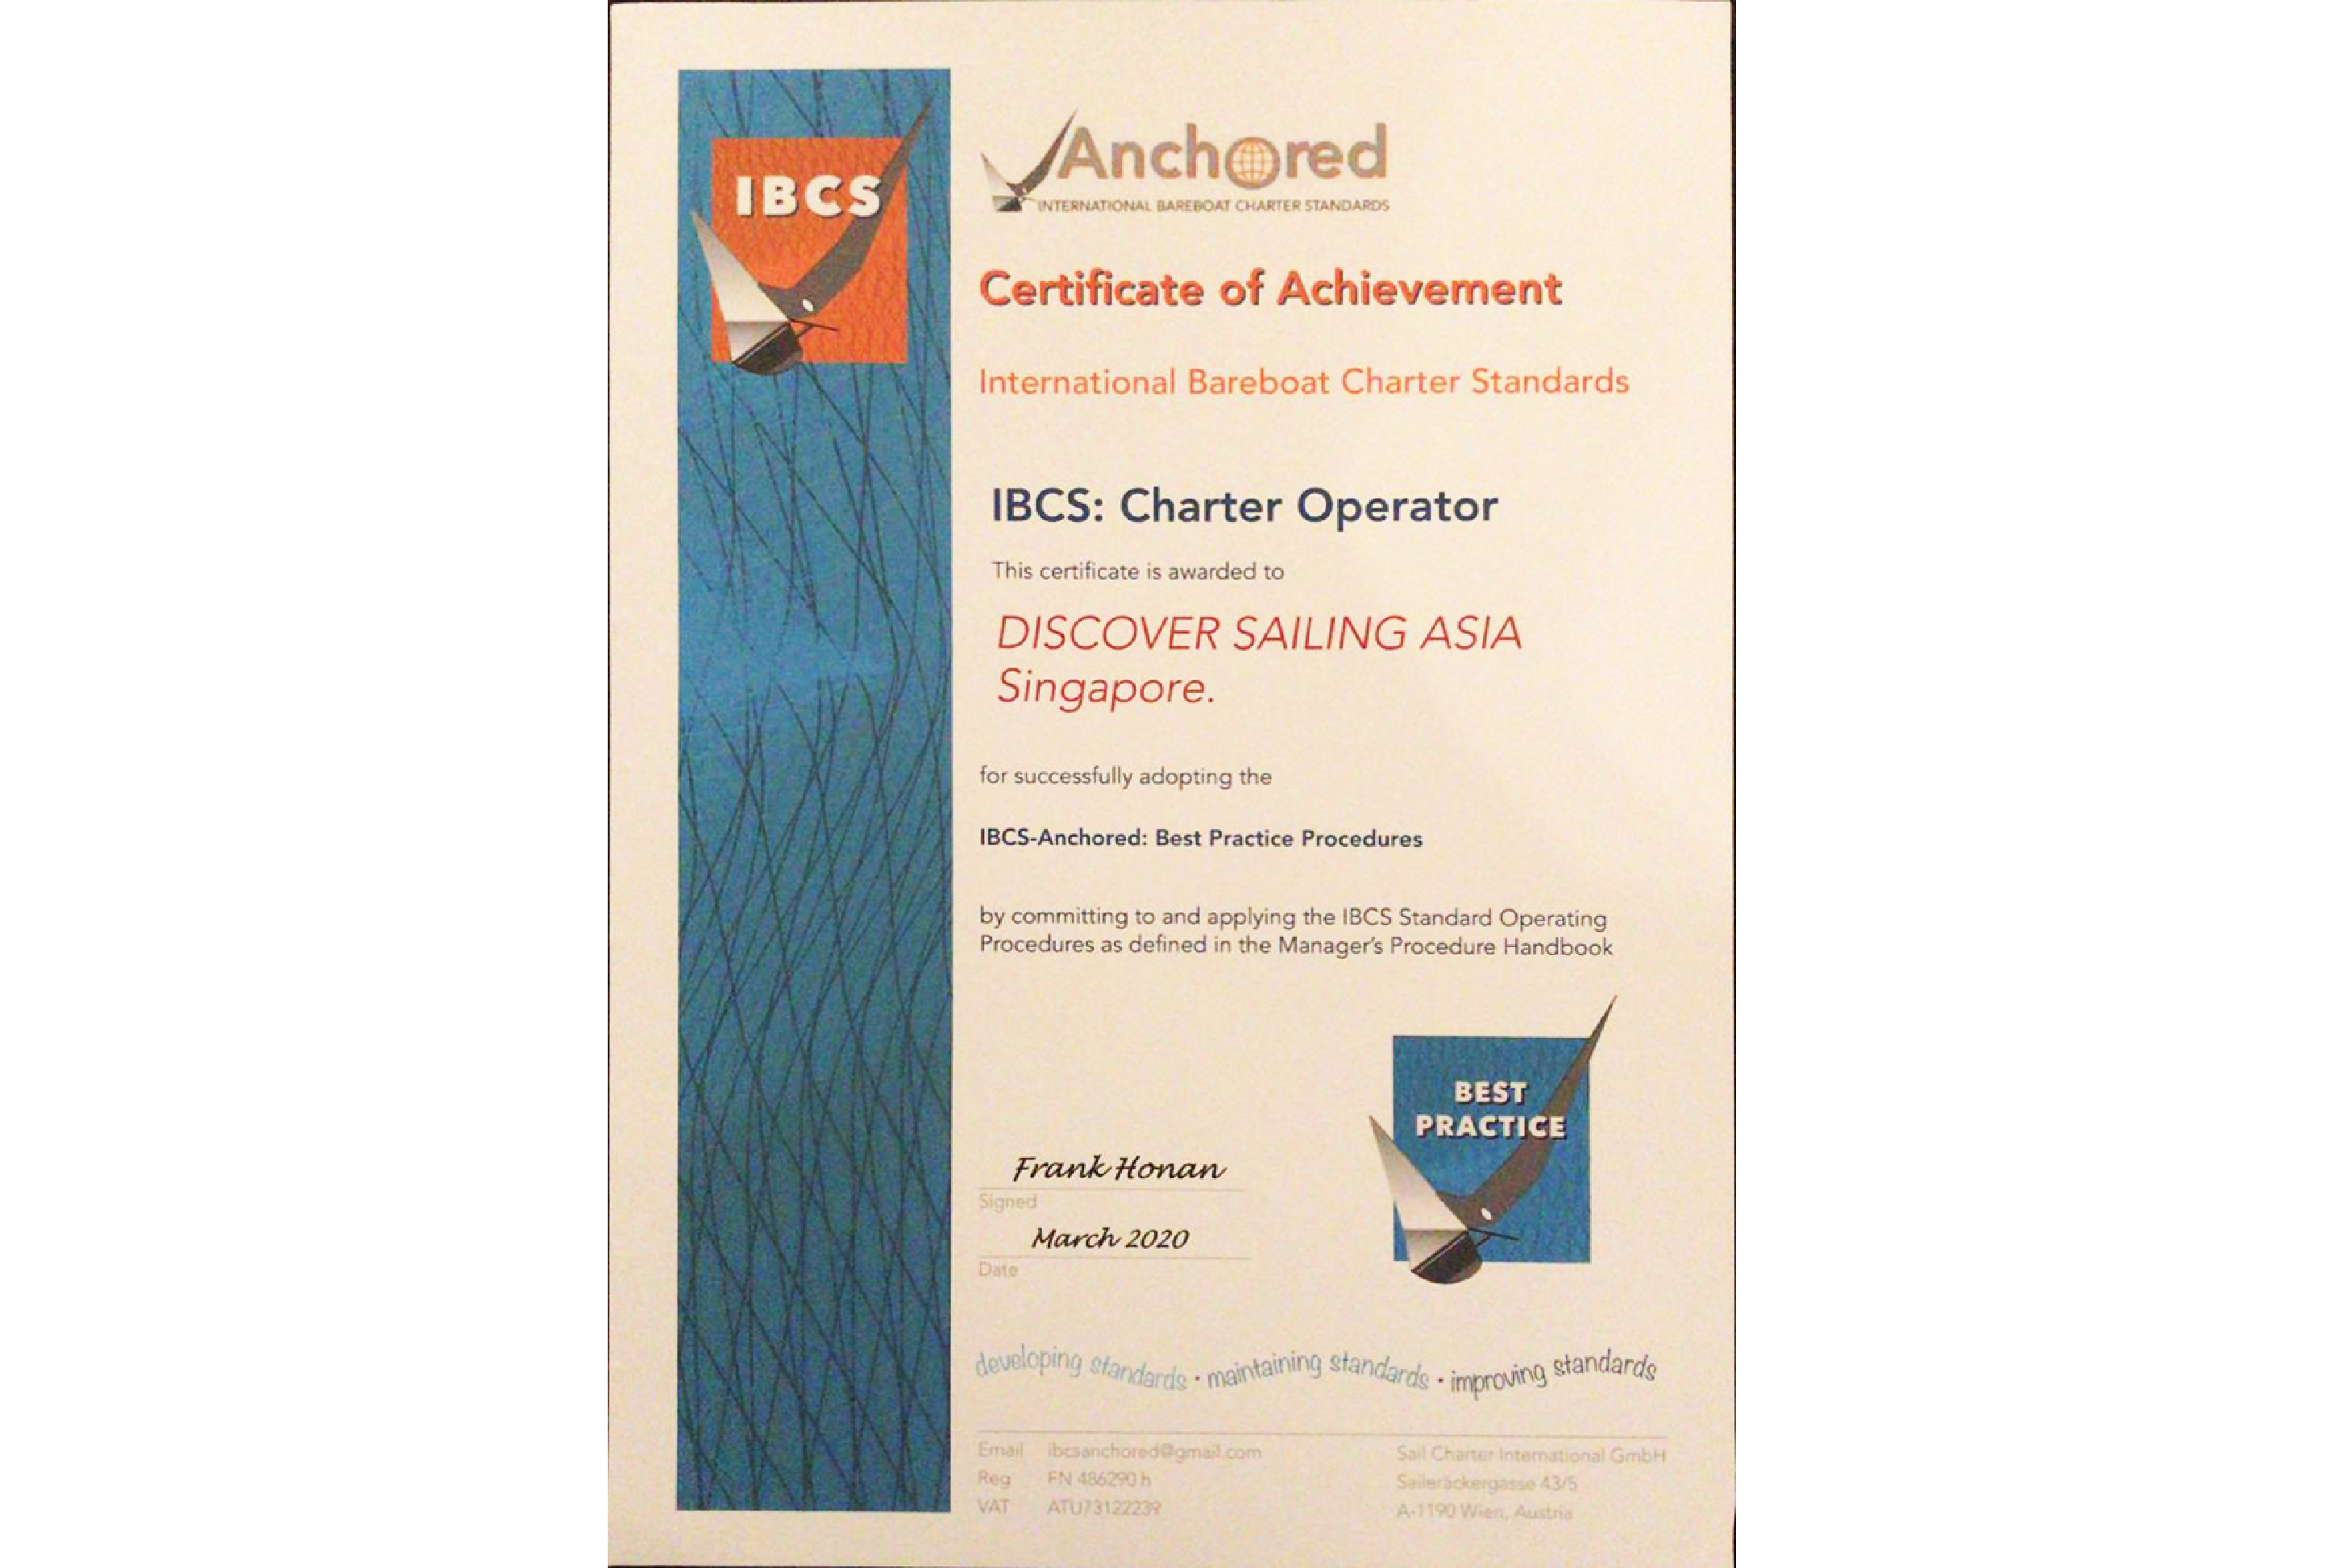 IBCS
Anchored
INTERNATIONAL BAREBOAT CHARTER STANDARDS
Certificate of Achievement
International Bareboat Charter Standards
IBCS: Charter Operator
This certificate is awarded to
DISCOVER SAILING ASIA
Singapore.
for successfully adopting the
IBCS-Anchored: Best Practice Procedures
by committing to and applying the IBCS Standard Operating
Procedures as defined in the Manager's Procedure Handbook
BEST
PRACTICE
Frank Honan
Signed
March 2020
Date
developing standards • maintaining standards • improving standards
Email ibcsanchored@gmail.com
Reg FN 486290 h
VAT ATU73122239
Sail Charter International GmbH
Saileräckergasse 43/5
A-1190 Wien, Austria